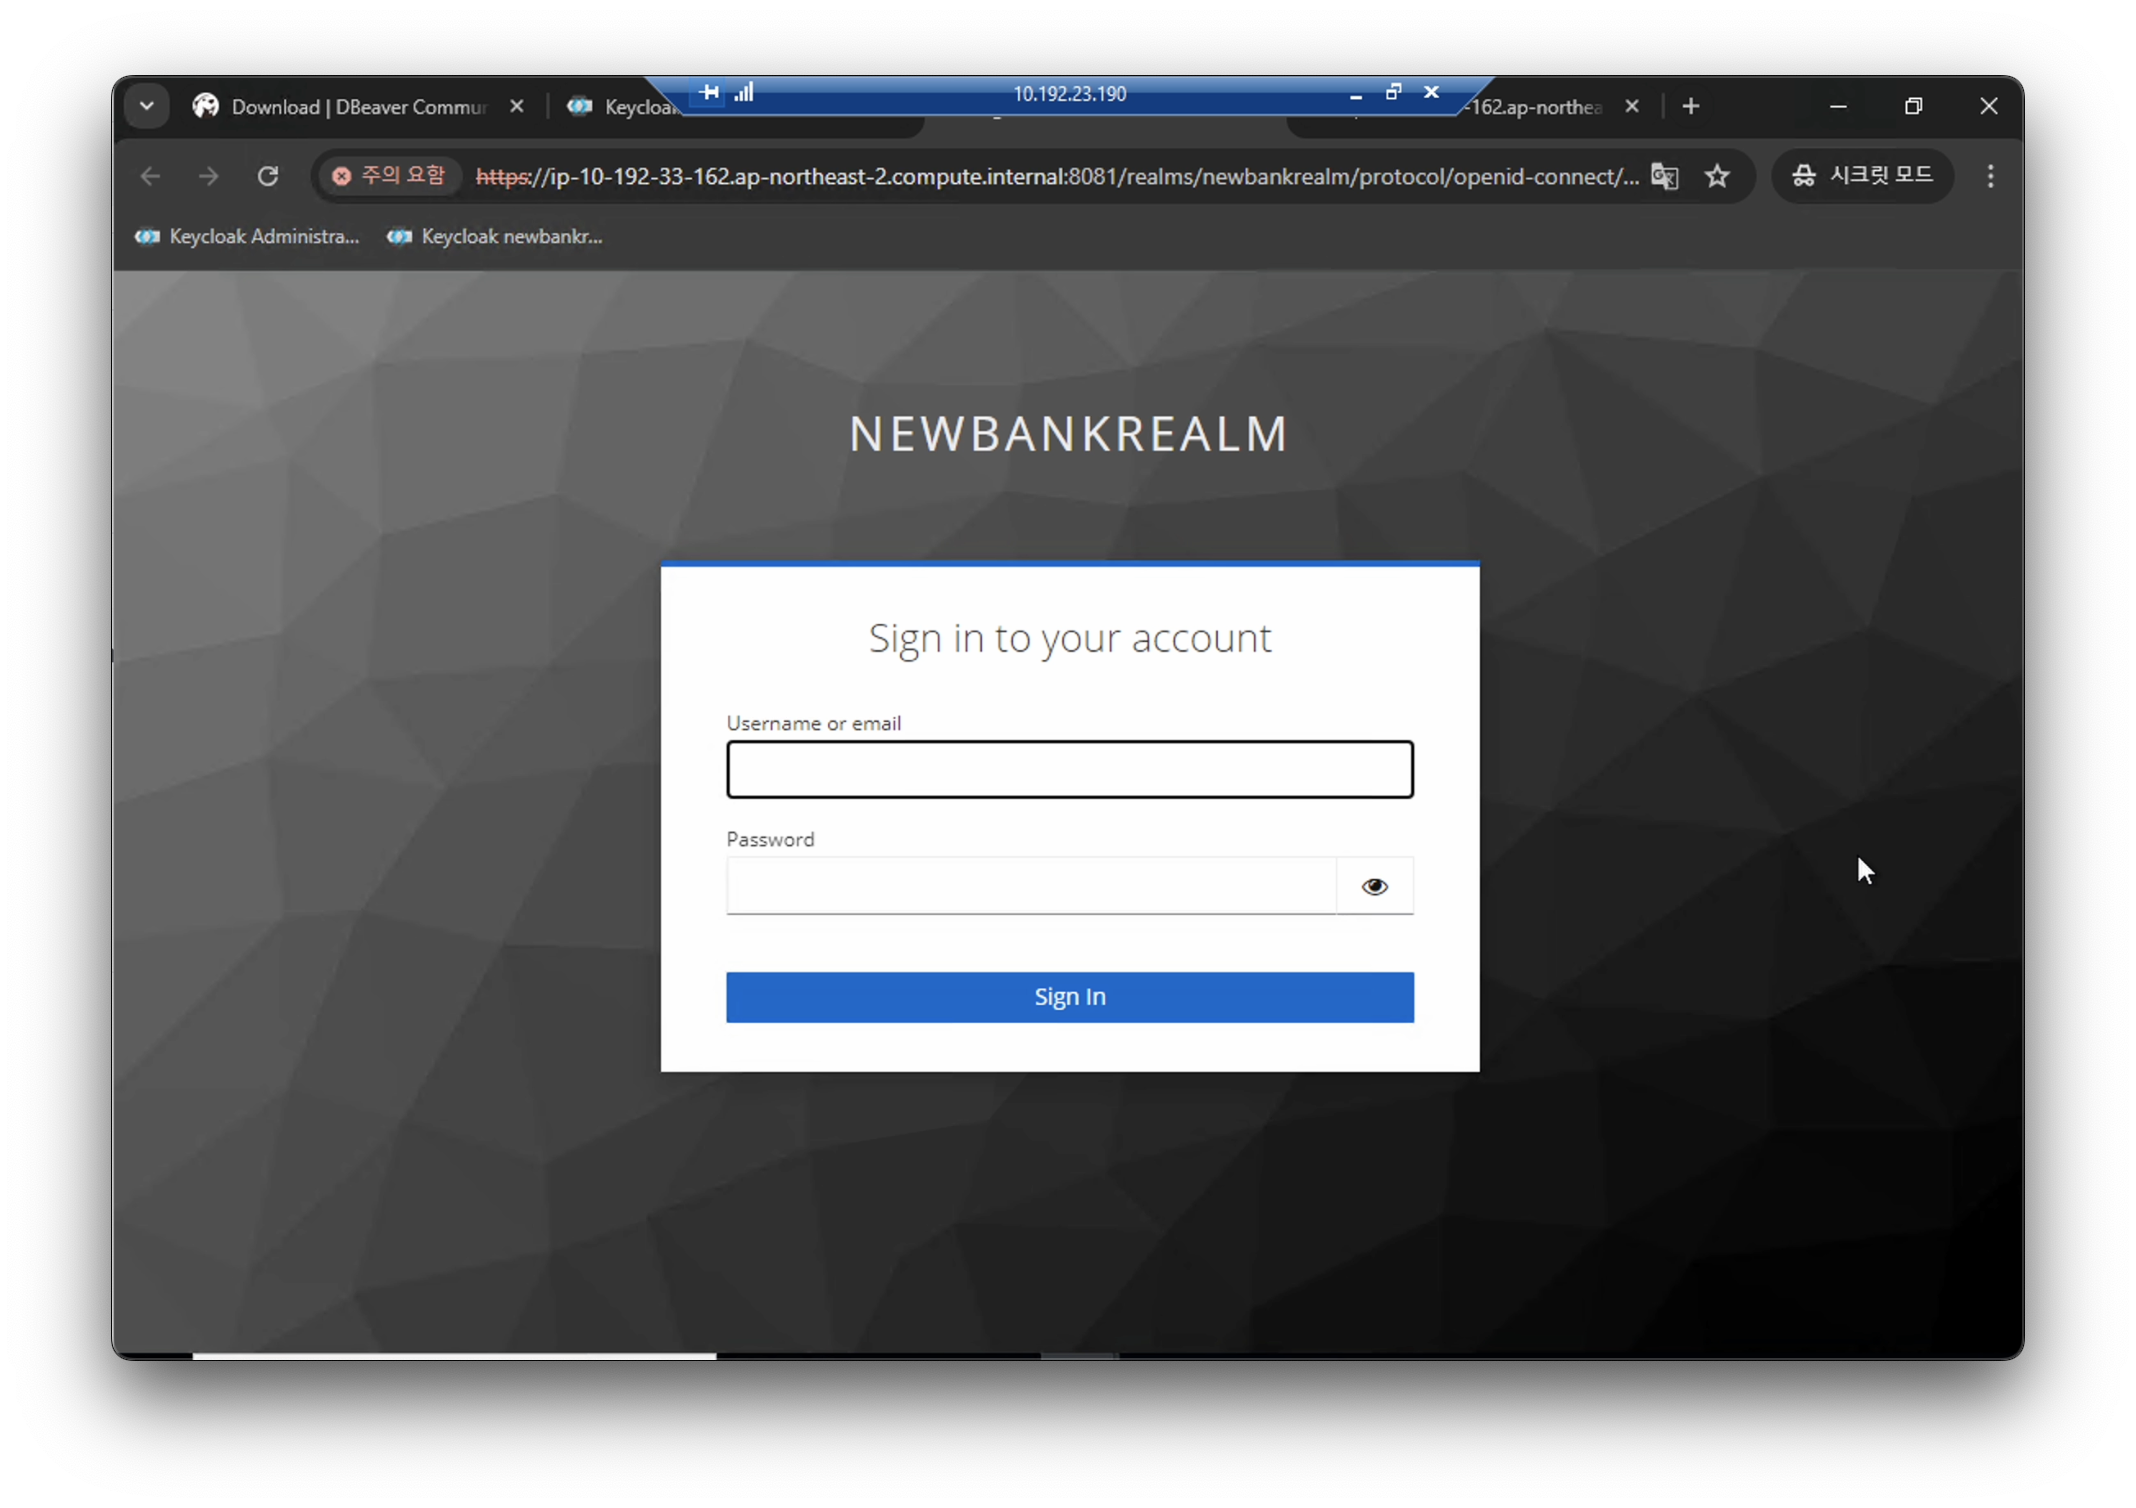 10.192.23.190
Download | DBeaver Commun
Keycloa
-162.ap-northea
주의 요함
https://ip-10-192-33-162.ap-northeast-2.compute.internal:8081/realms/newbankrealm/protocol/openid-connect/...
시크릿 모드
Keycloak Administra...
Keycloak newbankr...
NEWBANKREALM
Sign in to your account
Username or email
Password
Sign In